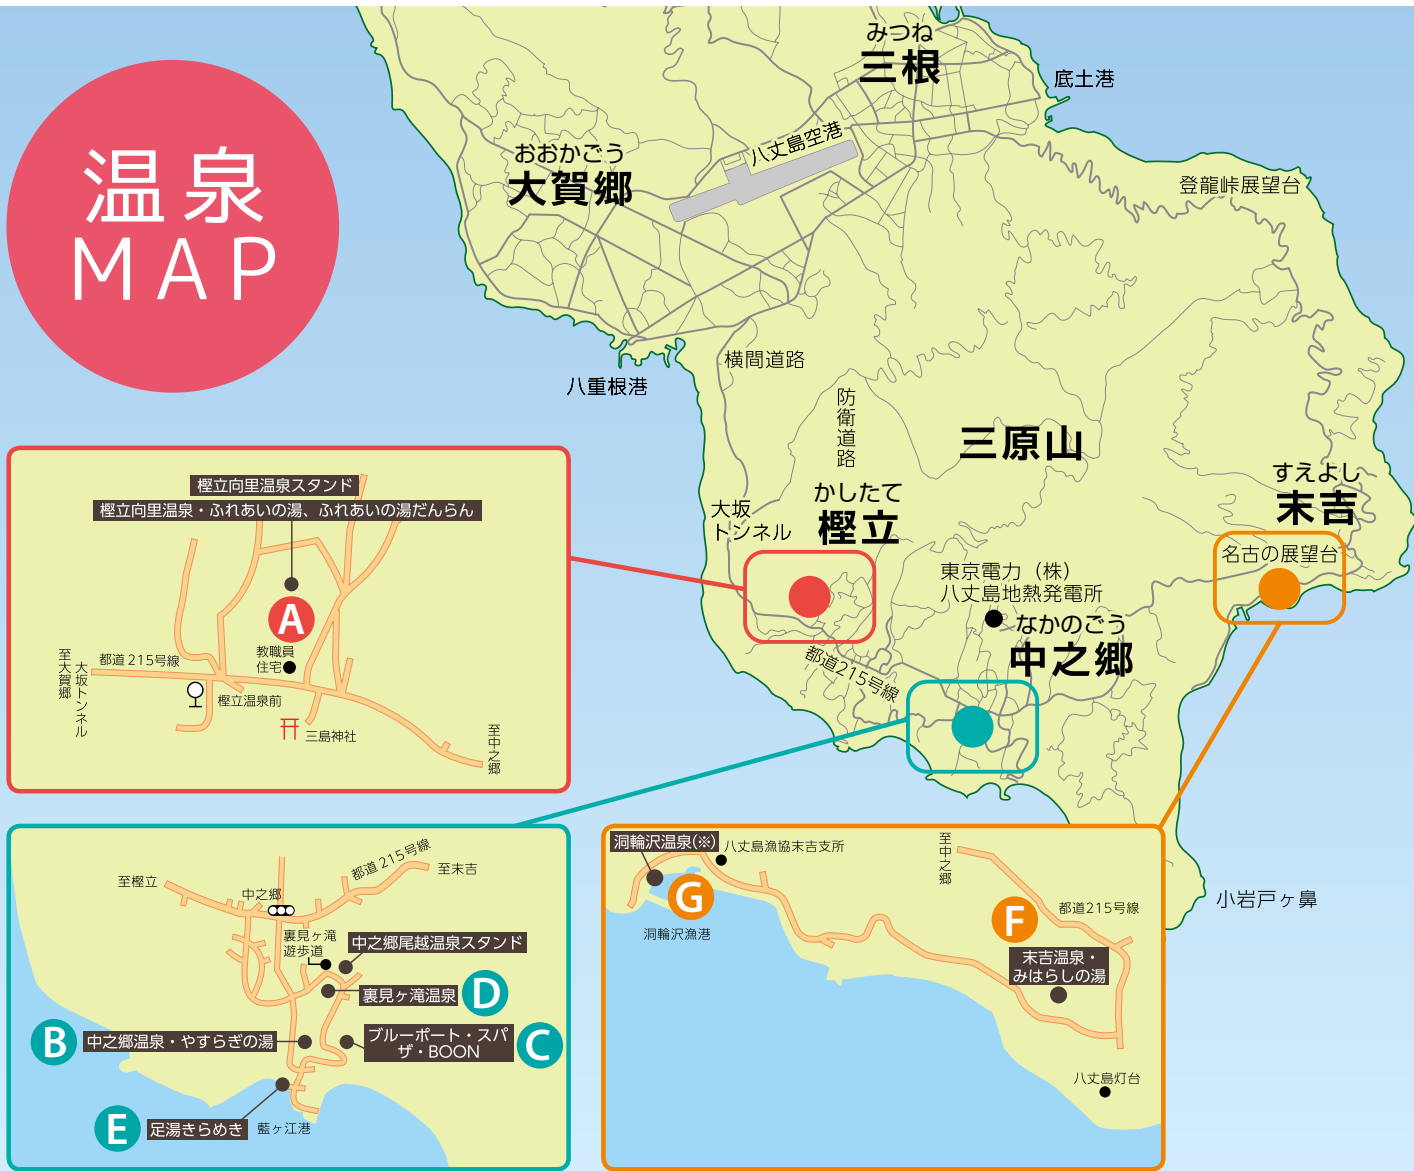 温泉
MAP
みつね
三根
底土港
八丈島空港
おおかごう
大賀郷
登龍峠展望台
横間道路
八重根港
防衛道路
三原山
すえよし
末吉
かしたて
樫立
大坂
トンネル
名古の展望台
東京電力（株）
八丈島地熱発電所
なかのごう
中之郷
都道215号線
小岩戸ヶ鼻
樫立向里温泉スタンド
樫立向里温泉・ふれあいの湯、ふれあいの湯だんらん
A
教職員
住宅
都道215号線
至大賀郷
大坂トンネル
樫立温泉前
三島神社
至中之郷
都道215号線
至末吉
至樫立
中之郷
裏見ヶ滝
遊歩道
中之郷尾越温泉スタンド
裏見ヶ滝温泉
D
B
中之郷温泉・やすらぎの湯
ブルーポート・スパ
ザ・BOON
C
E
足湯きらめき
藍ヶ江港
洞輪沢温泉(※)
八丈島漁協末吉支所
G
洞輪沢漁港
至中之郷
F
都道215号線
末吉温泉・
みはらしの湯
八丈島灯台